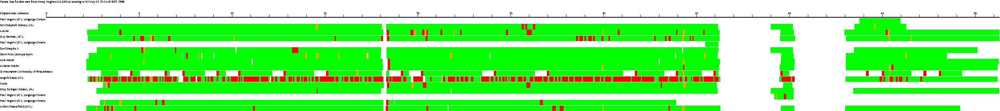 Packet loss for data sent from Henry Hughes (UKERNA) starting at Fri May 01 10:14:49 BST 1998
Elapsed time (minutes)
0 5 10 15 20 25 30 35 40 45 50
Paul Hogan (UCL Language Centre)
Ian Campbell (Exeter, UK)
Louise
Roy Bennett, UCL
Paul Hogan (UCL Language Centre)
Sue Sharples 3
Dave Price (Aberystwyth)
Kris Hasler
Kristian Hasler
D Hearnshaw (University of Westminster)
Angela Sasse UCL
Kasia
Gary Stringer (Exeter, UK)
Paul Hogan (UCL Language Centre)
Paul Hogan (UCL Language Centre)
Julian Chesterfield (UCL)